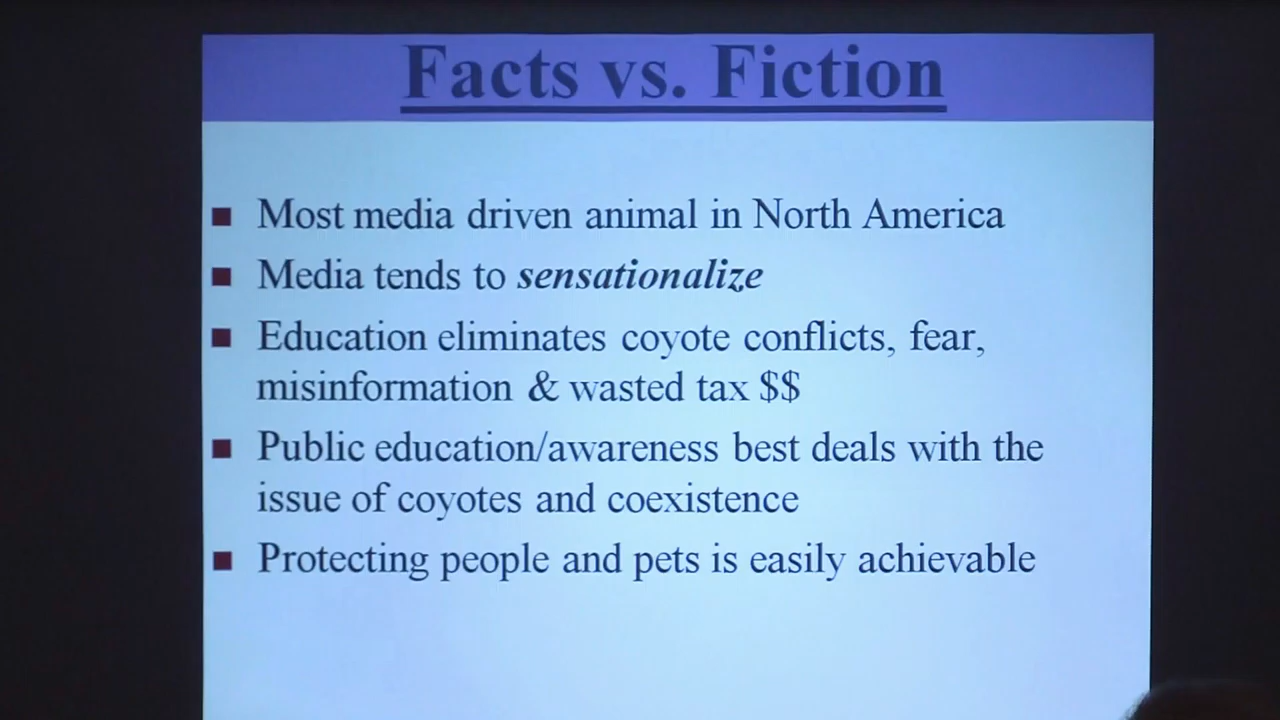 Facts vs. Fiction
■ Most media driven animal in North America
■ Media tends to sensationalize
■ Education eliminates coyote conflicts, fear,
misinformation & wasted tax $$
■ Public education/awareness best deals with the
issue of coyotes and coexistence
■ Protecting people and pets is easily achievable